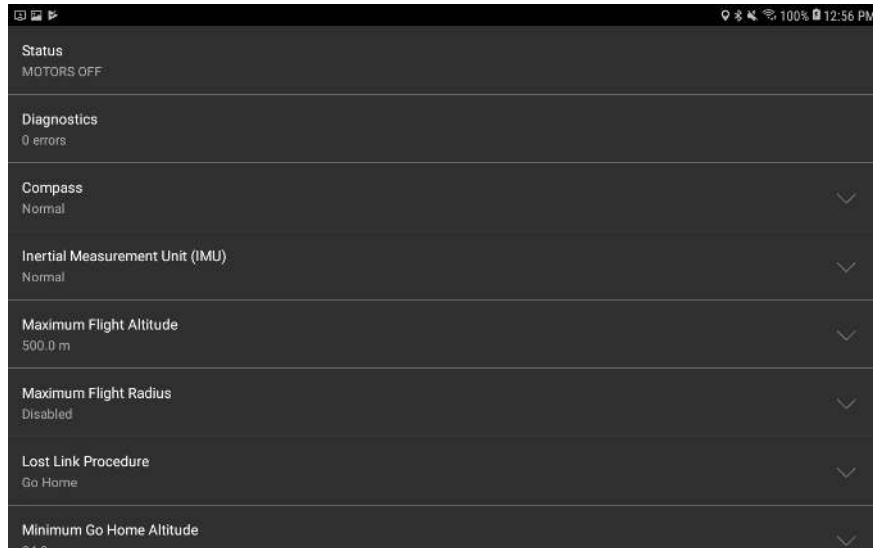 100% 12:56 PM
Status
MOTORS OFF
Diagnostics
0 errors
Compass
Normal
Inertial Measurement Unit (IMU)
Normal
Maximum Flight Altitude
500.0 m
Maximum Flight Radius
Disabled
Lost Link Procedure
Go Home
Minimum Go Home Altitude